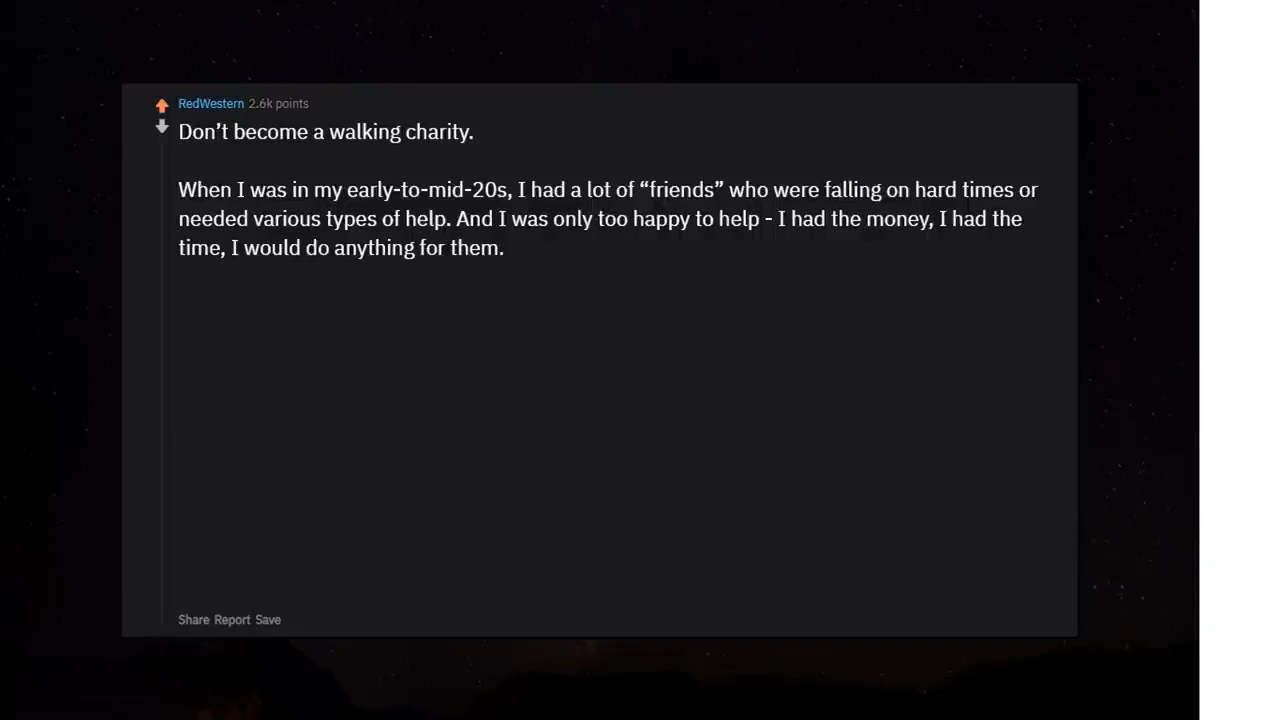 RedWestern 2.6k points
Don’t become a walking charity.
When I was in my early-to-mid-20s, I had a lot of “friends” who were falling on hard times or
needed various types of help. And I was only too happy to help - I had the money, I had the
time, I would do anything for them.
Share Report Save